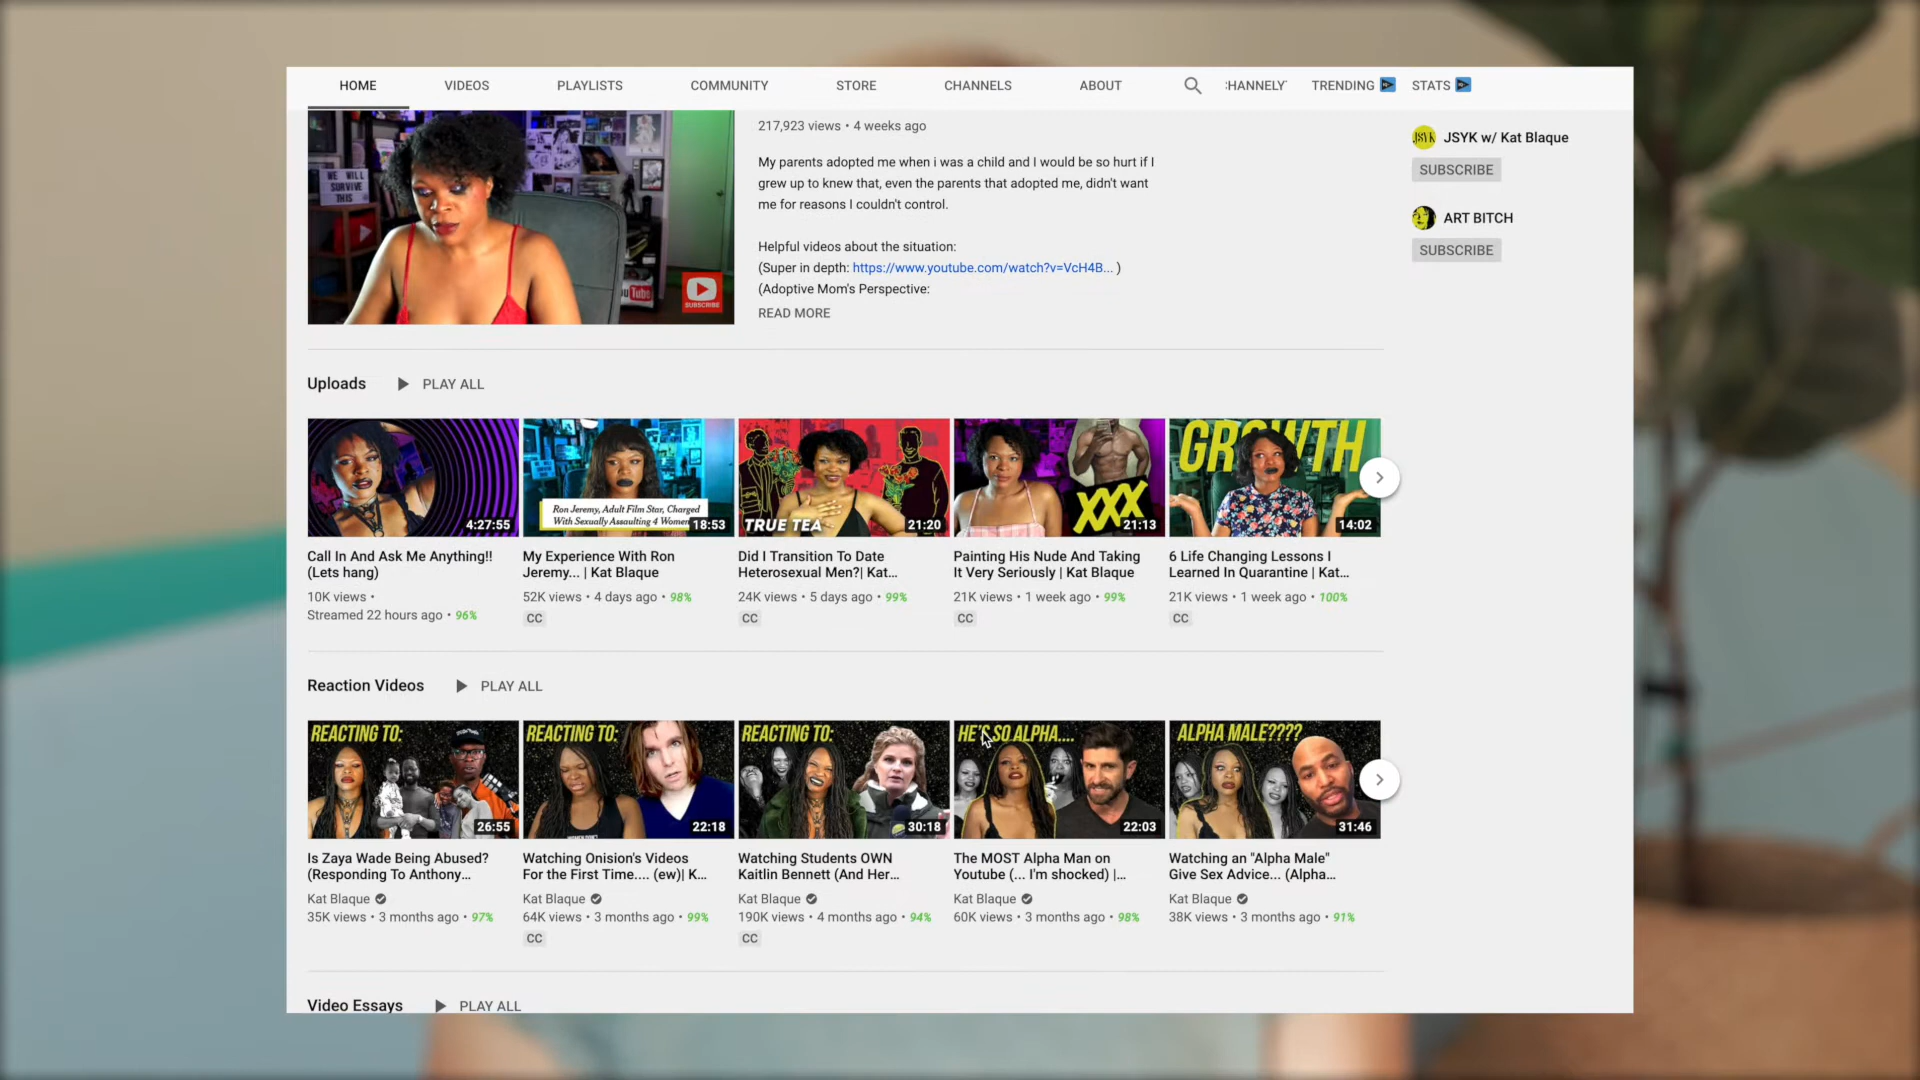 HOME VIDEOS PLAYLISTS COMMUNITY STORE CHANNELS ABOUT :HANNELY TRENDING STATS
217,923 views • 4 weeks ago
My parents adopted me when i was a child and I would be so hurt if I
grew up to knew that, even the parents that adopted me, didn't want
me for reasons I couldn't control.
Helpful videos about the situation:
(Super in depth: https://www.youtube.com/watch?v=VcH4B... )
(Adoptive Mom's Perspective:
READ MORE
WE WILL
SURVIVE
THIS
SUBSCRIBE
JSYK
JSYK w/ Kat Blaque
SUBSCRIBE
ART BITCH
SUBSCRIBE
Uploads PLAY ALL
4:27:55
Ron Jeremy, Adult Film Star, Charged
With Sexually Assaulting 4 Women
18:53
TRUE TEA
21:20
XXX
21:13
GROWTH
14:02
Call In And Ask Me Anything!!
(Lets hang)
10K views •
Streamed 22 hours ago • 96%
My Experience With Ron
Jeremy... | Kat Blaque
52K views • 4 days ago • 98%
CC
Did I Transition To Date
Heterosexual Men?| Kat...
24K views • 5 days ago • 99%
CC
Painting His Nude And Taking
It Very Seriously | Kat Blaque
21K views • 1 week ago • 99%
CC
6 Life Changing Lessons I
Learned In Quarantine | Kat...
21K views • 1 week ago • 100%
CC
Reaction Videos PLAY ALL
REACTING TO:
26:55
REACTING TO:
22:18
REACTING TO:
30:18
HE'S SO ALPHA....
22:03
ALPHA MALE????
31:46
Is Zaya Wade Being Abused?
(Responding To Anthony...
Kat Blaque
35K views • 3 months ago • 97%
Watching Onision's Videos
For the First Time.... (ew)| K...
Kat Blaque
64K views • 3 months ago • 99%
CC
Watching Students OWN
Kaitlin Bennett (And Her...
Kat Blaque
190K views • 4 months ago • 94%
CC
The MOST Alpha Man on
Youtube (... I'm shocked) |...
Kat Blaque
60K views • 3 months ago • 98%
Watching an "Alpha Male"
Give Sex Advice... (Alpha...
Kat Blaque
38K views • 3 months ago • 91%
Video Essays PLAY ALL